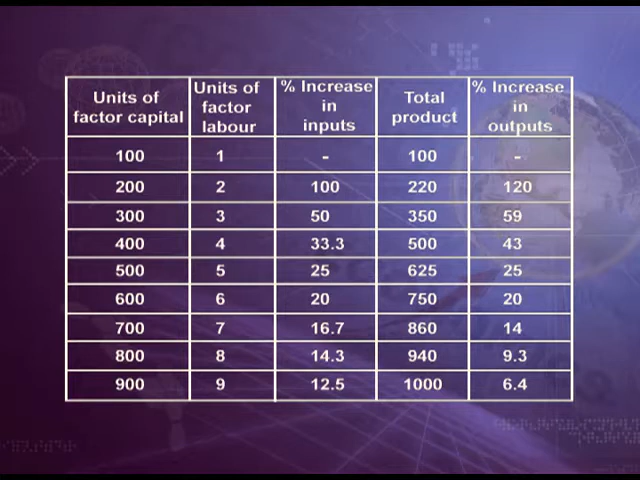 Units of factor capital | Units of factor labour | % Increase in inputs | Total product | % Increase in outputs
100 | 1 | - | 100 | -
200 | 2 | 100 | 220 | 120
300 | 3 | 50 | 350 | 59
400 | 4 | 33.3 | 500 | 43
500 | 5 | 25 | 625 | 25
600 | 6 | 20 | 750 | 20
700 | 7 | 16.7 | 860 | 14
800 | 8 | 14.3 | 940 | 9.3
900 | 9 | 12.5 | 1000 | 6.4